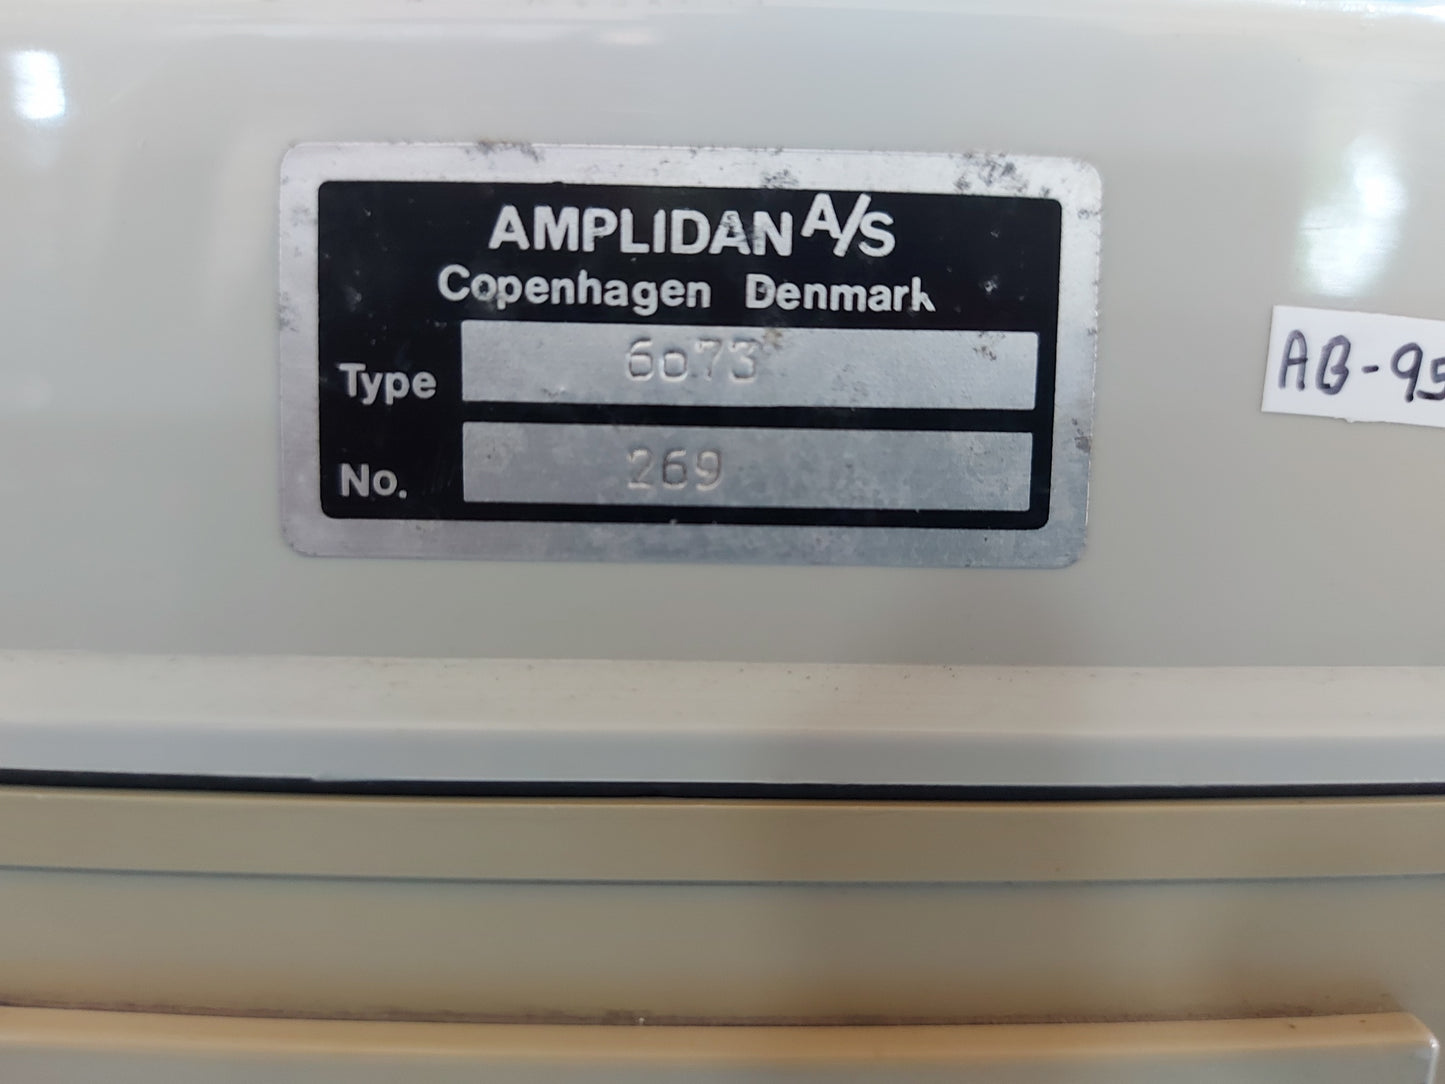 AMPLIDAN A/S
Copenhagen Denmark
Type 6073
No. 269
AB-95